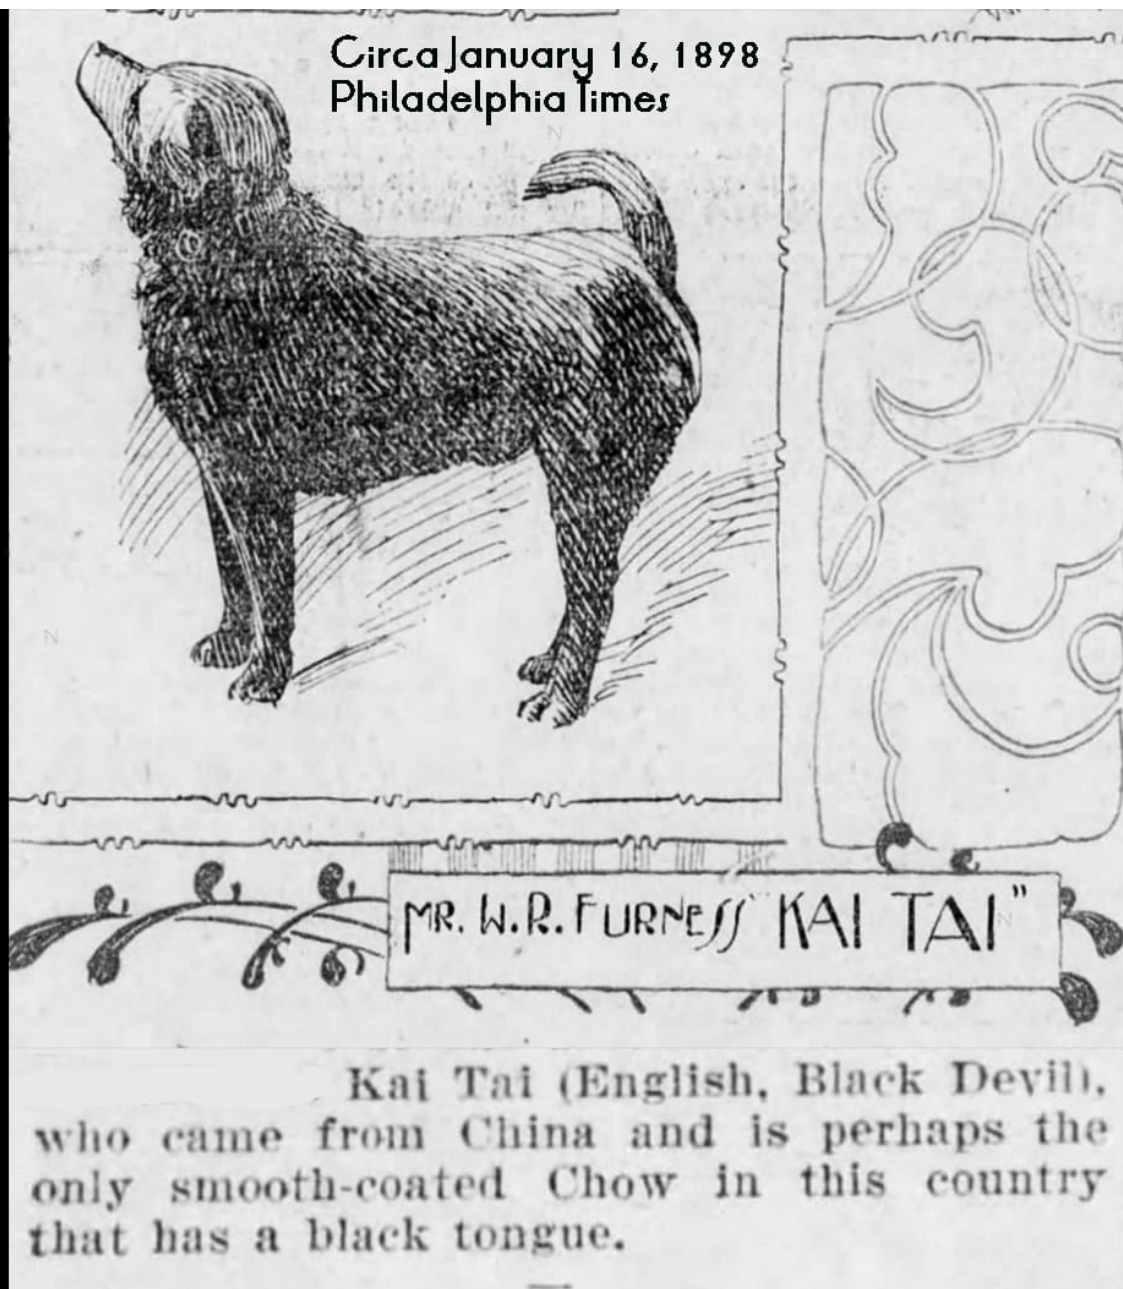 Circa January 16, 1898
Philadelphia Times
MR. W. R. FURNESS "KAI TAI"
Kai Tai (English, Black Devil),
who came from China and is perhaps the
only smooth-coated Chow in this country
that has a black tongue.